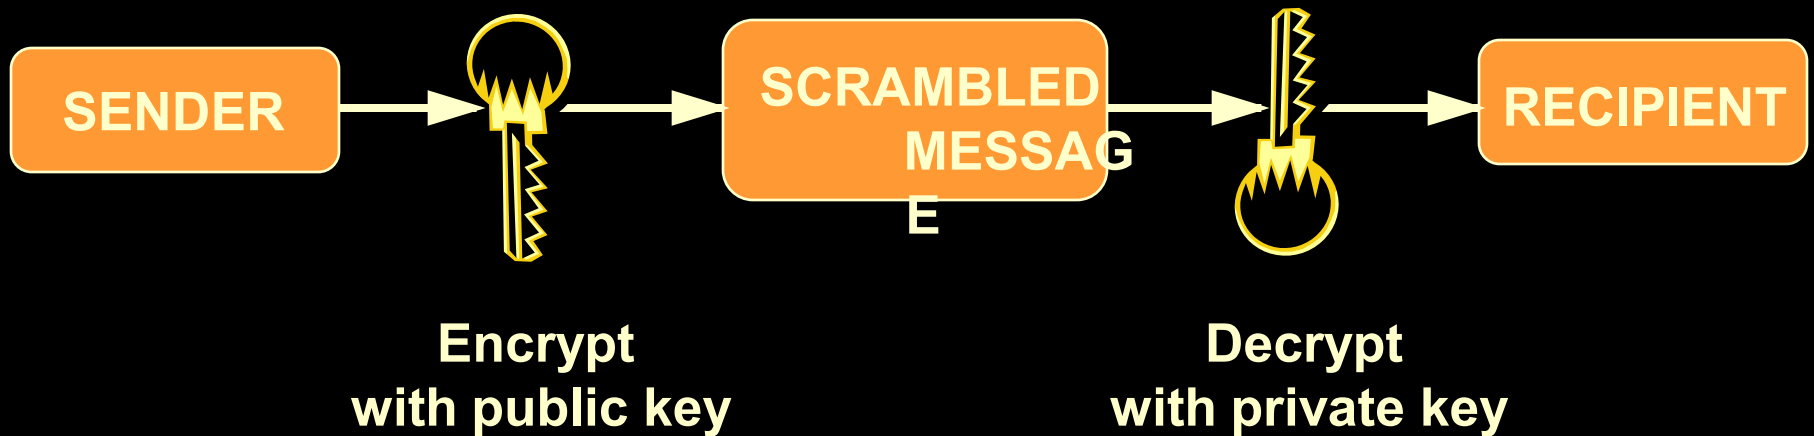 SENDER
SCRAMBLED
MESSAG
E
RECIPIENT
Encrypt
with public key
Decrypt
with private key